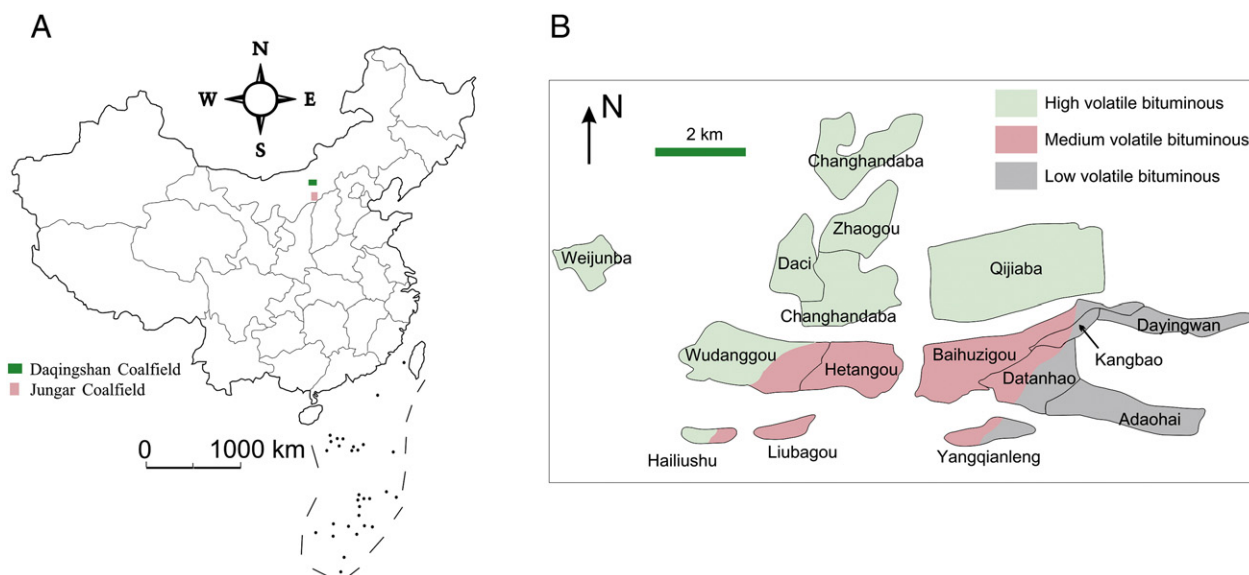 A
N
W
E
S
Daqingshan Coalfield
Jungar Coalfield
0 1000 km
B
N
2 km
High volatile bituminous
Medium volatile bituminous
Low volatile bituminous
Changhandaba
Zhaogou
Weijunba
Daci
Qijiaba
Changhandaba
Dayingwan
Wudanggou
Hetangou
Baihuzigou
Kangbao
Datanhao
Adaohai
Hailiushu
Liubagou
Yangqianleng